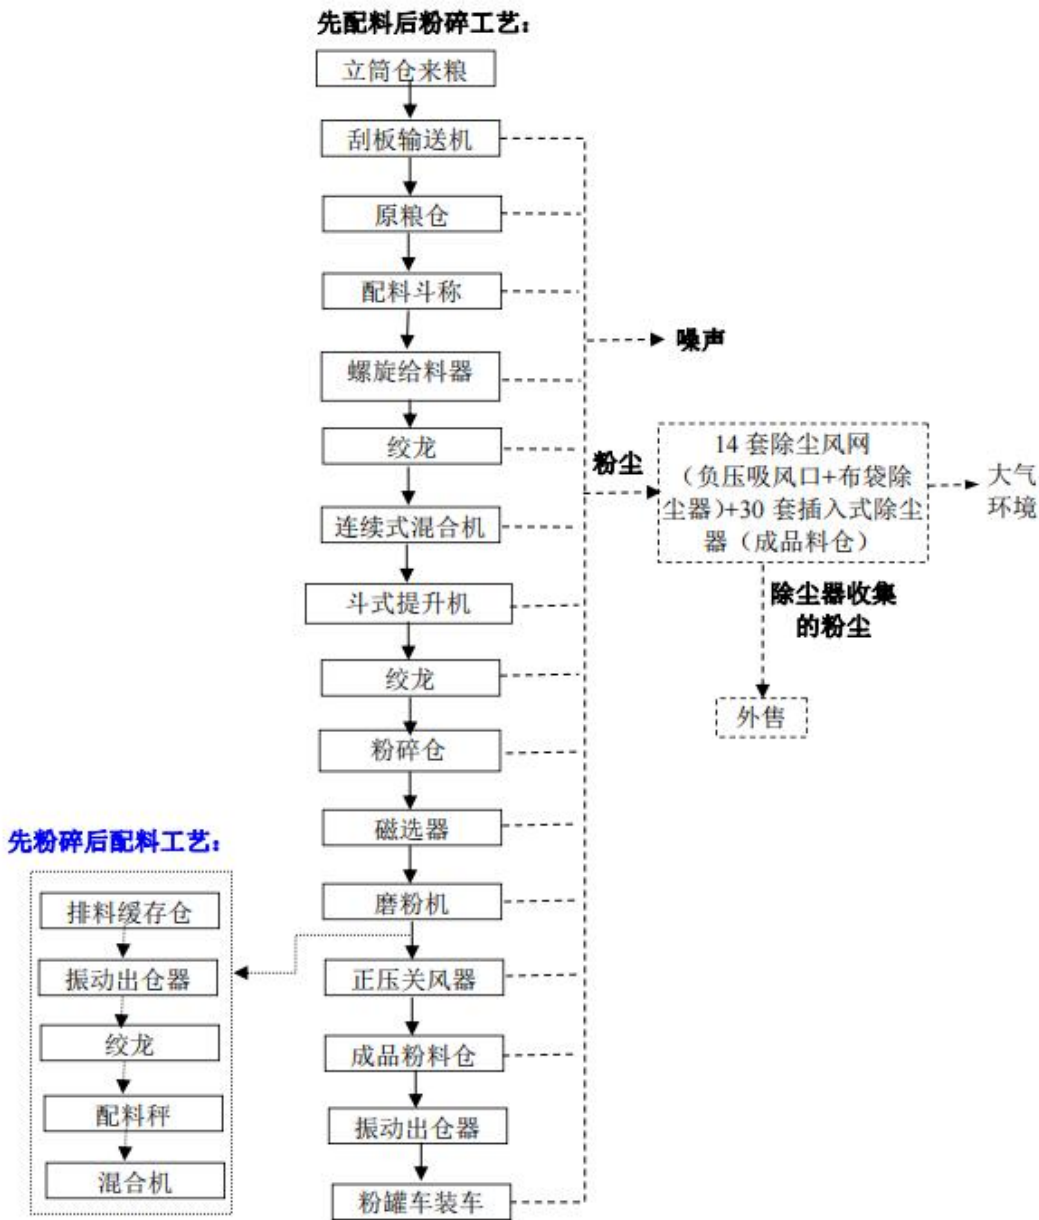 先配料后粉碎工艺：
立筒仓来粮
刮板输送机
原粮仓
配料斗称
螺旋给料器
绞龙
连续式混合机
斗式提升机
绞龙
粉碎仓
磁选器
磨粉机
正压关风器
成品粉料仓
振动出仓器
粉罐车装车
噪声
粉尘
14 套除尘风网
（负压吸风口+布袋除
尘器)+30 套插入式除尘
器（成品料仓）
大气
环境
除尘器收集
的粉尘
外售
先粉碎后配料工艺：
排料缓存仓
振动出仓器
绞龙
配料秤
混合机